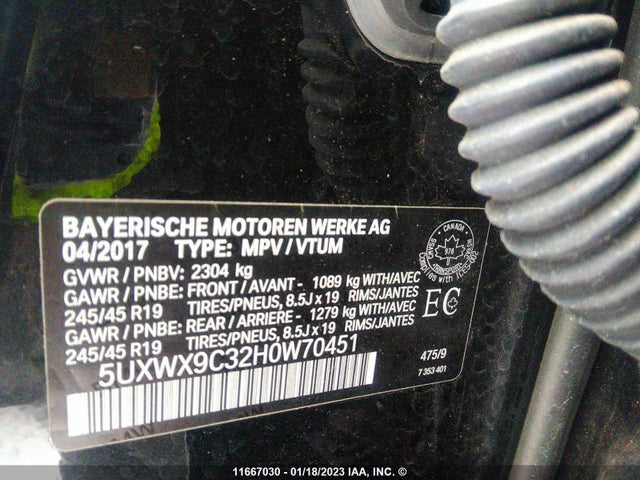 BAYERISCHE MOTOREN WERKE AG
04/2017 TYPE: MPV / VTUM
GVWR / PNBV: 2304 kg
GAWR / PNBE: FRONT / AVANT - 1089 kg WITH/AVEC
245/45 R19 TIRES/PNEUS, 8.5J x 19 RIMS/JANTES
GAWR / PNBE: REAR / ARRIERE - 1279 kg WITH/AVEC
245/45 R19 TIRES/PNEUS, 8.5J x 19 RIMS/JANTES
5UXWX9C32H0W70451
CANADA
978
TRANSPORT
EC
475/9
7 353 401
11667030 - 01/18/2023 IAA, INC. ©